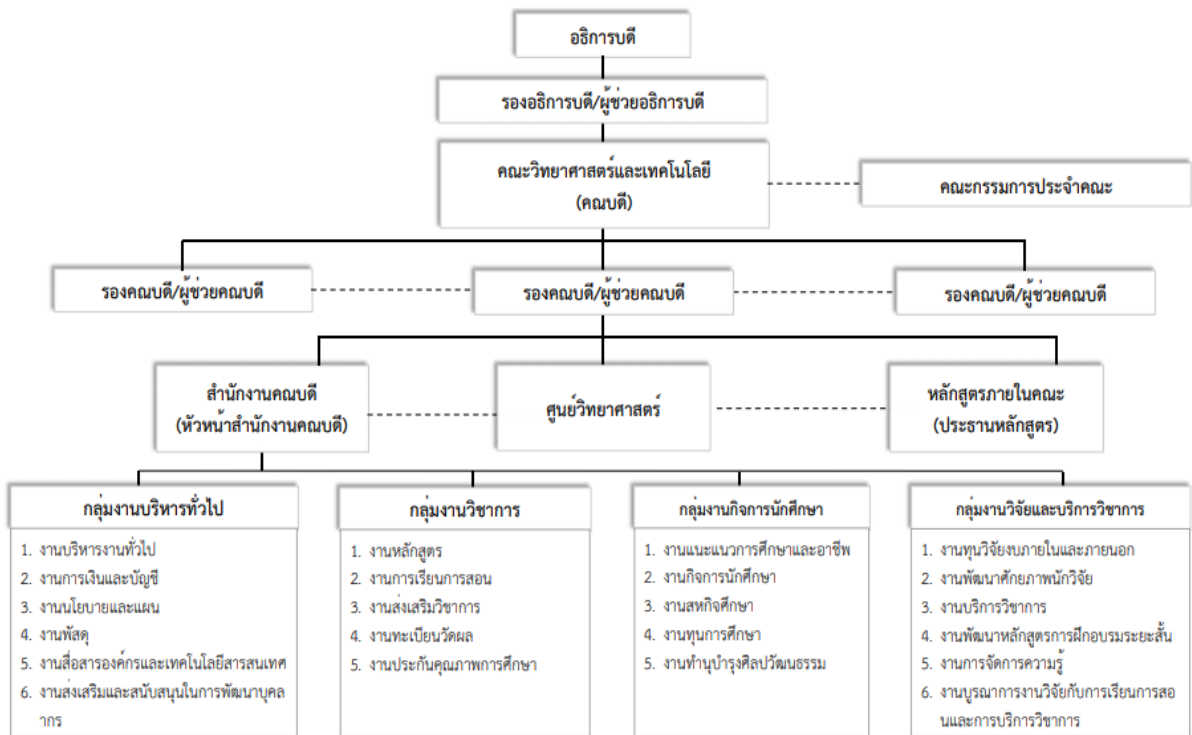 อธิการบดี
รองอธิการบดี/ผู้ช่วยอธิการบดี
คณะวิทยาศาสตร์และเทคโนโลยี
(คณบดี)
คณะกรรมการประจำคณะ
รองคณบดี/ผู้ช่วยคณบดี
รองคณบดี/ผู้ช่วยคณบดี
รองคณบดี/ผู้ช่วยคณบดี
สำนักงานคณบดี
(หัวหน้าสำนักงานคณบดี)
ศูนย์วิทยาศาสตร์
หลักสูตรภายในคณะ
(ประธานหลักสูตร)
กลุ่มงานบริหารทั่วไป
1. งานบริหารงานทั่วไป
2. งานการเงินและบัญชี
3. งานนโยบายและแผน
4. งานพัสดุ
5. งานสื่อสารองค์กรและเทคโนโลยีสารสนเทศ
6. งานส่งเสริมและสนับสนุนในการพัฒนาบุคล
ากร
กลุ่มงานวิชาการ
1. งานหลักสูตร
2. งานการเรียนการสอน
3. งานส่งเสริมวิชาการ
4. งานทะเบียนวัดผล
5. งานประกันคุณภาพการศึกษา
กลุ่มงานกิจการนักศึกษา
1. งานแนะแนวการศึกษาและอาชีพ
2. งานกิจการนักศึกษา
3. งานสหกิจศึกษา
4. งานทุนการศึกษา
5. งานทำนุบำรุงศิลปวัฒนธรรม
กลุ่มงานวิจัยและบริการวิชาการ
1. งานทุนวิจัยงบภายในและภายนอก
2. งานพัฒนาศักยภาพนักวิจัย
3. งานบริการวิชาการ
4. งานพัฒนาหลักสูตรการฝึกอบรมระยะสั้น
5. งานการจัดการความรู้
6. งานบูรณาการงานวิจัยกับการเรียนการสอ
นและการบริการวิชาการ